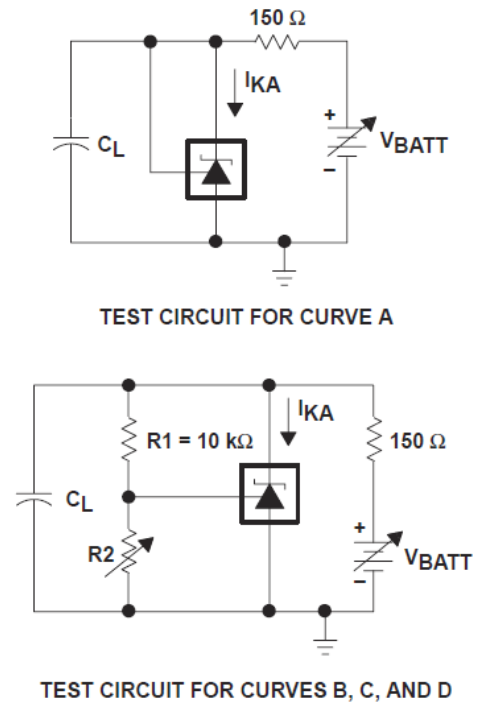 150 Ω
IKA
CL
+
VBATT
−
TEST CIRCUIT FOR CURVE A
IKA
R1 = 10 kΩ
150 Ω
CL
R2
+
VBATT
−
TEST CIRCUIT FOR CURVES B, C, AND D